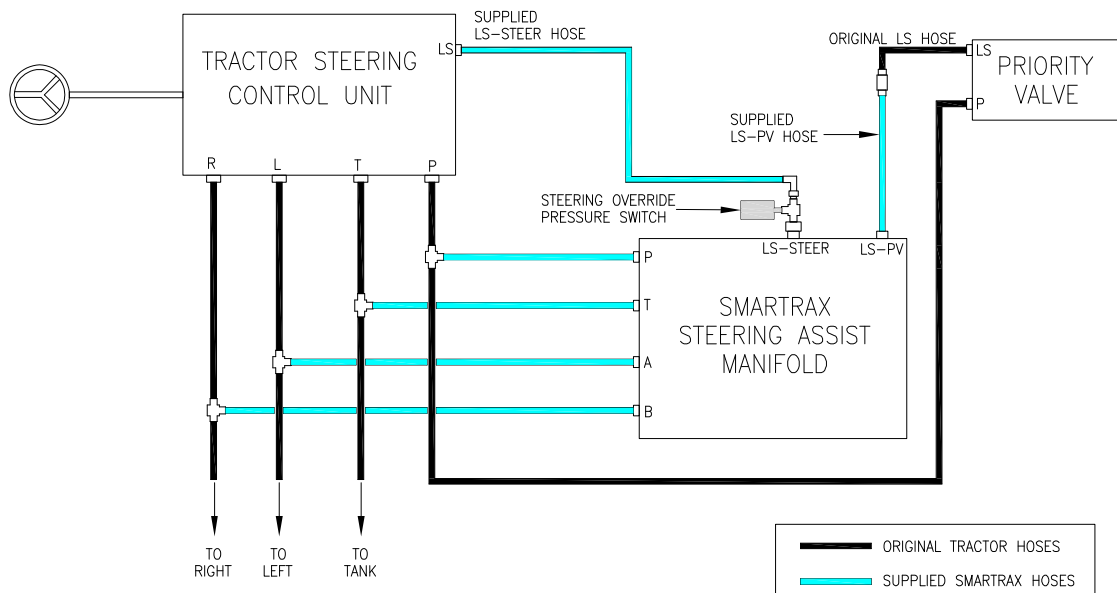 SUPPLIED
LS-STEER HOSE
LS
TRACTOR STEERING
CONTROL UNIT
R
L
T
P
ORIGINAL LS HOSE
LS
PRIORITY
VALVE
P
SUPPLIED
LS-PV HOSE
STEERING OVERRIDE
PRESSURE SWITCH
LS-STEER
LS-PV
P
T
A
B
SMARTRAX
STEERING ASSIST
MANIFOLD
TO
RIGHT
TO
LEFT
TO
TANK
ORIGINAL TRACTOR HOSES
SUPPLIED SMARTRAX HOSES